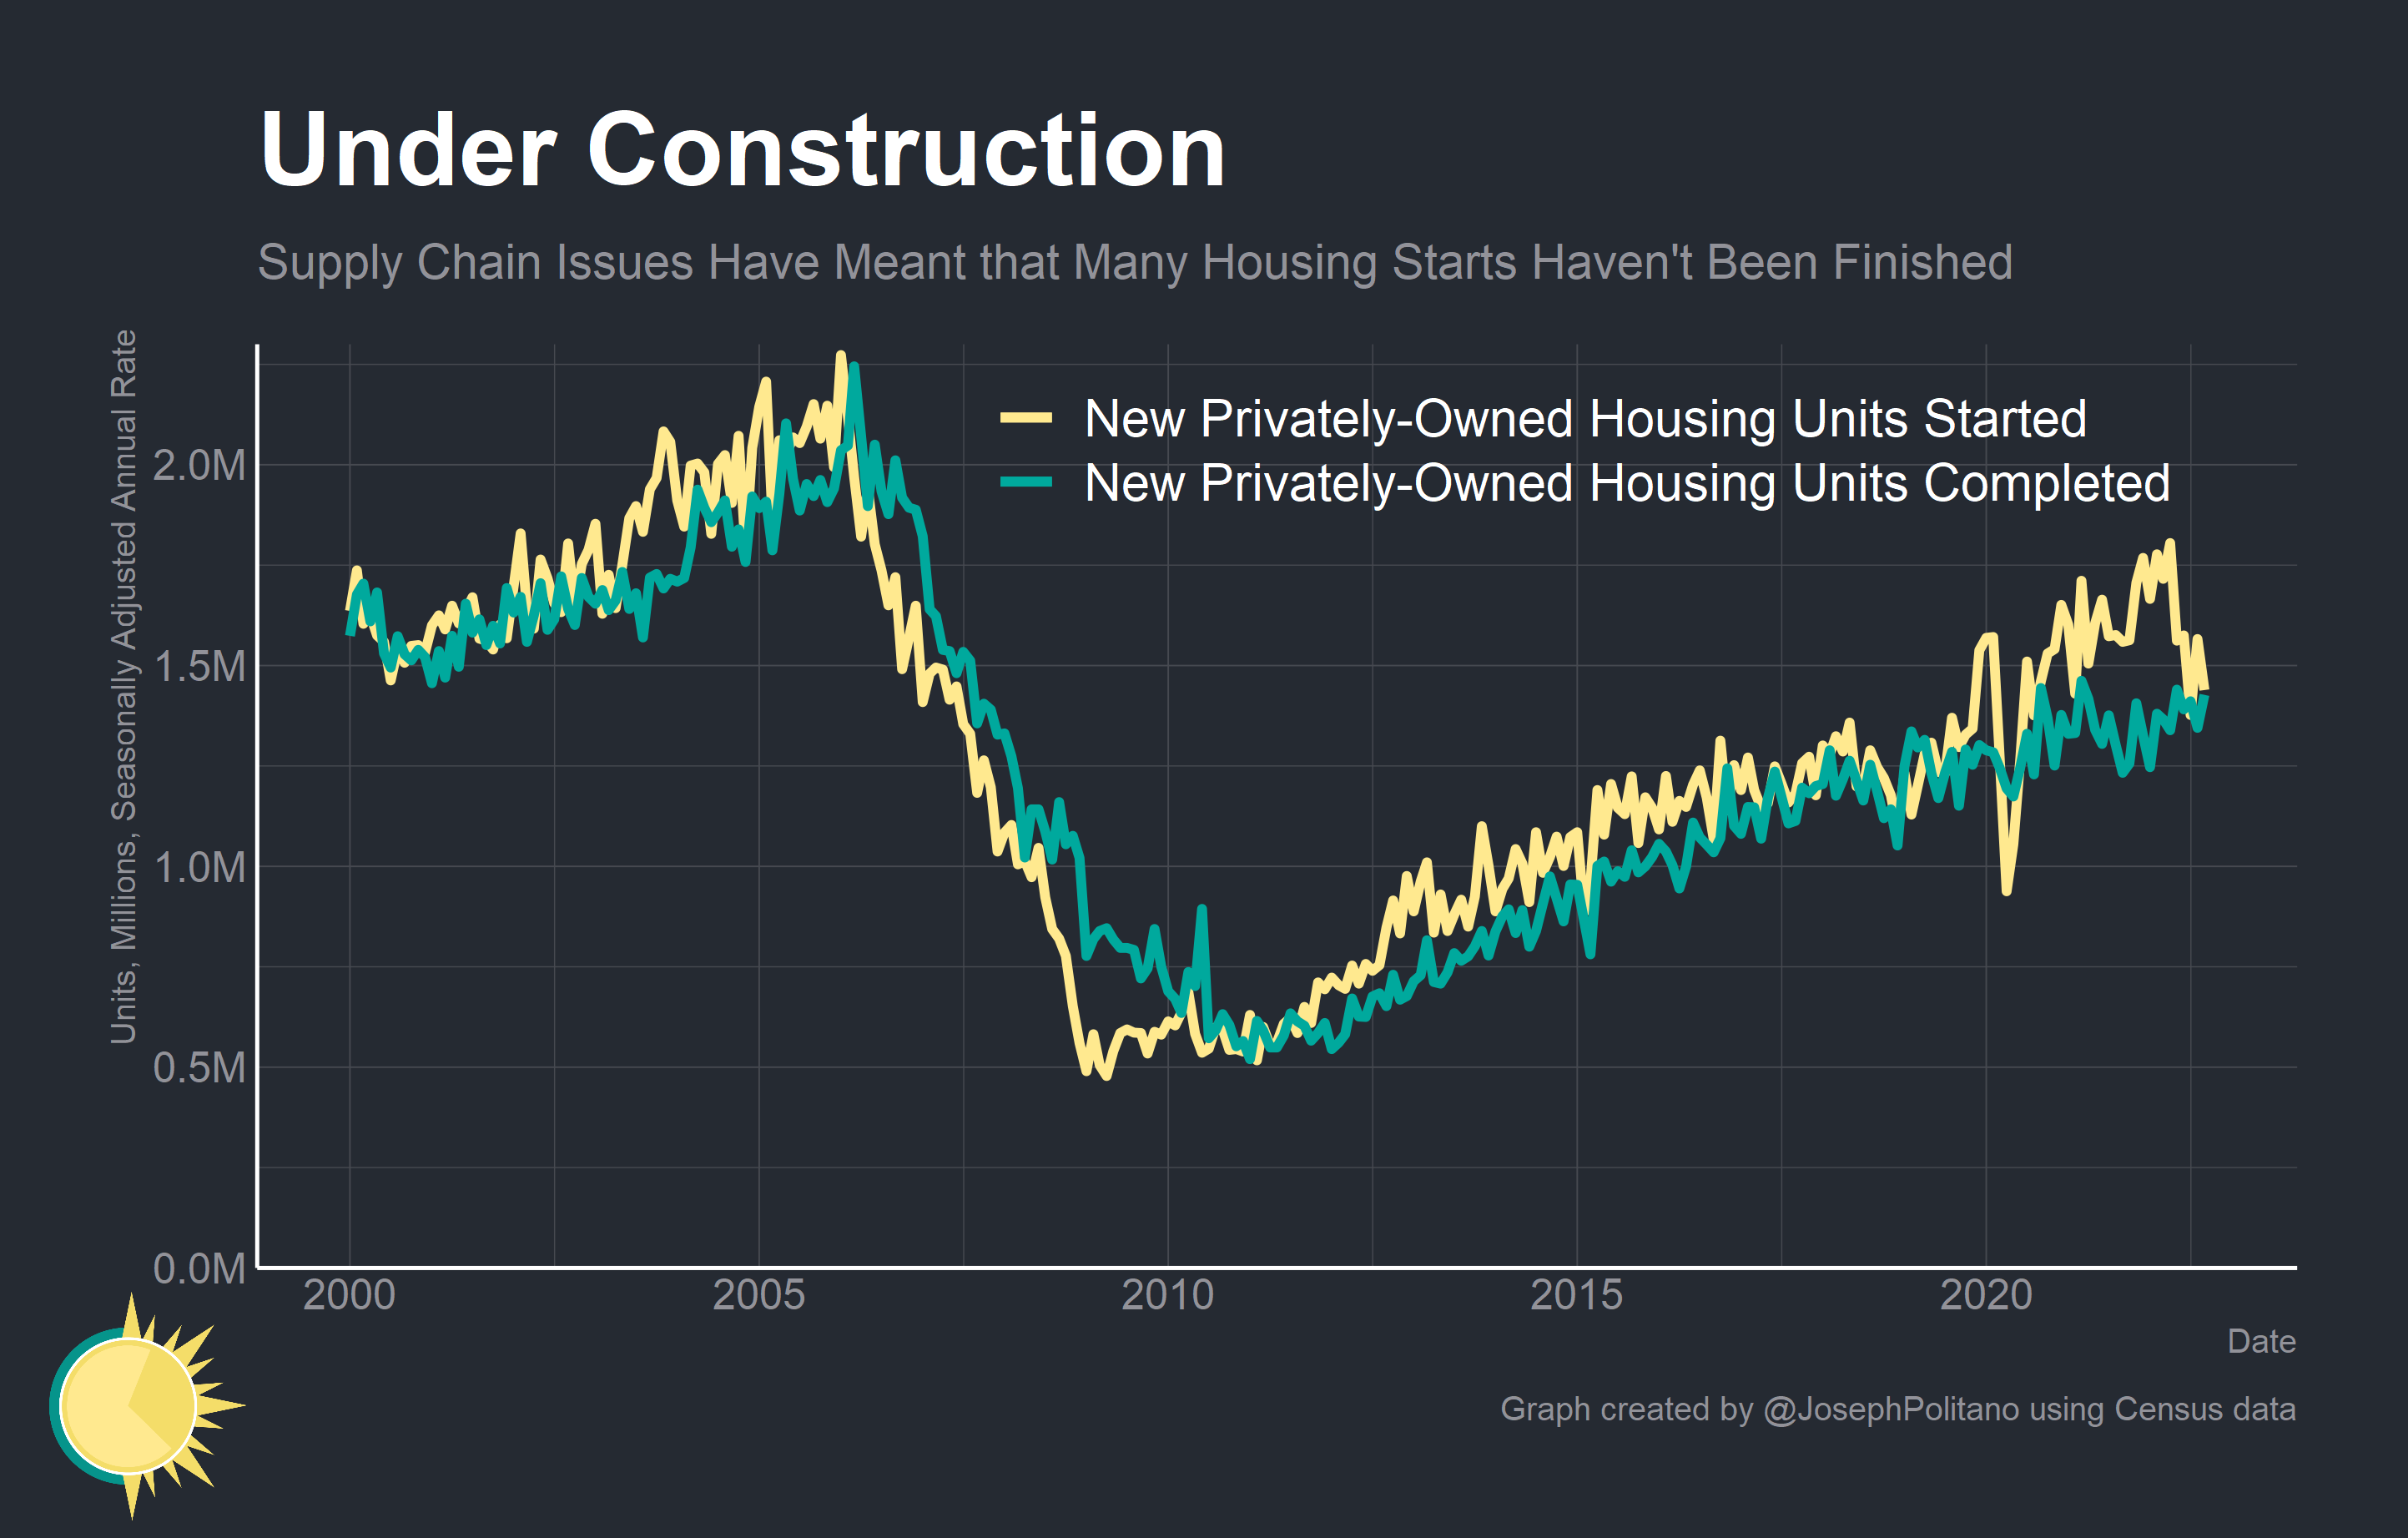 Under Construction
Supply Chain Issues Have Meant that Many Housing Starts Haven't Been Finished
Units, Millions, Seasonally Adjusted Annual Rate
New Privately-Owned Housing Units Started
New Privately-Owned Housing Units Completed
2.0M
1.5M
1.0M
0.5M
0.0M
2000
2005
2010
2015
2020
Date
Graph created by @JosephPolitano using Census data